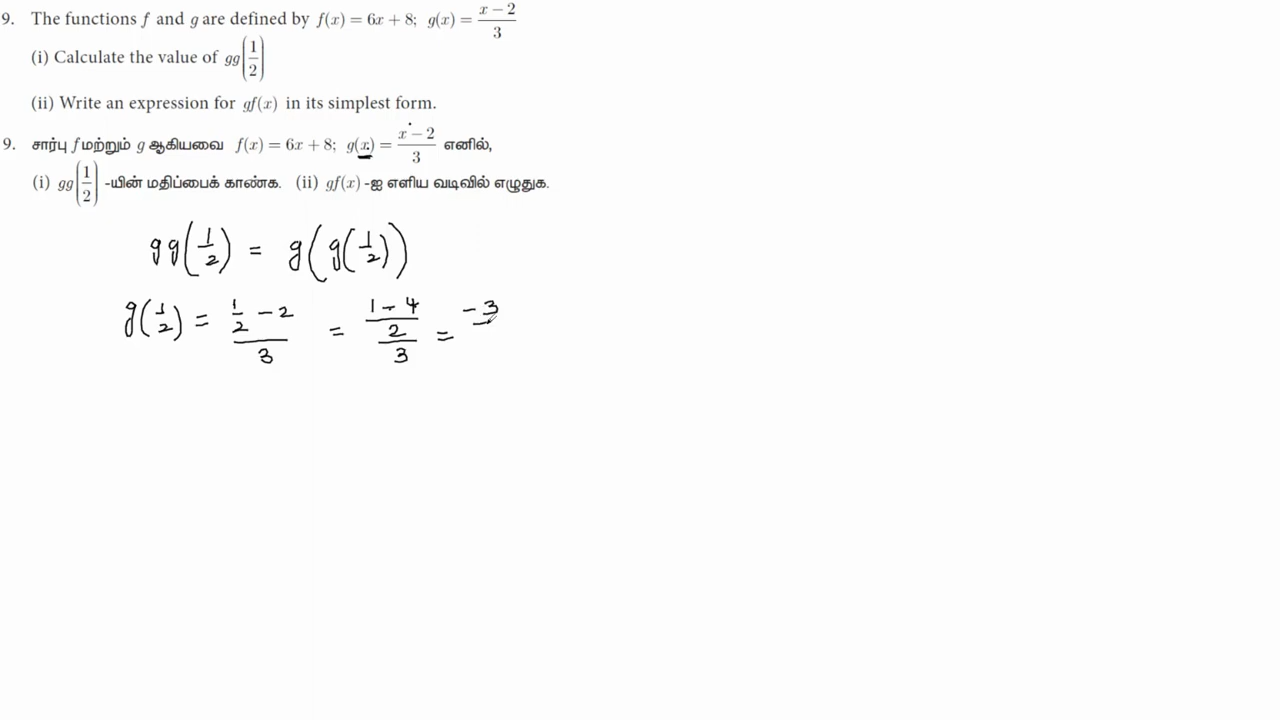 9. The functions f and g are defined by f(x) = 6x + 8; g(x) = (x − 2)/3
(i) Calculate the value of gg(1/2)
(ii) Write an expression for gf(x) in its simplest form.
9. சார்பு f மற்றும் g ஆகியவை f(x) = 6x + 8; g(x) = (x − 2)/3 எனில்,
(i) gg(1/2) -யின் மதிப்பைக் காண்க. (ii) gf(x) -ஐ எளிய வடிவில் எழுதுக.
gg(1/2) = g(g(1/2))
g(1/2) = (1/2 − 2)/3 = ((1 − 4)/2)/3 = −3